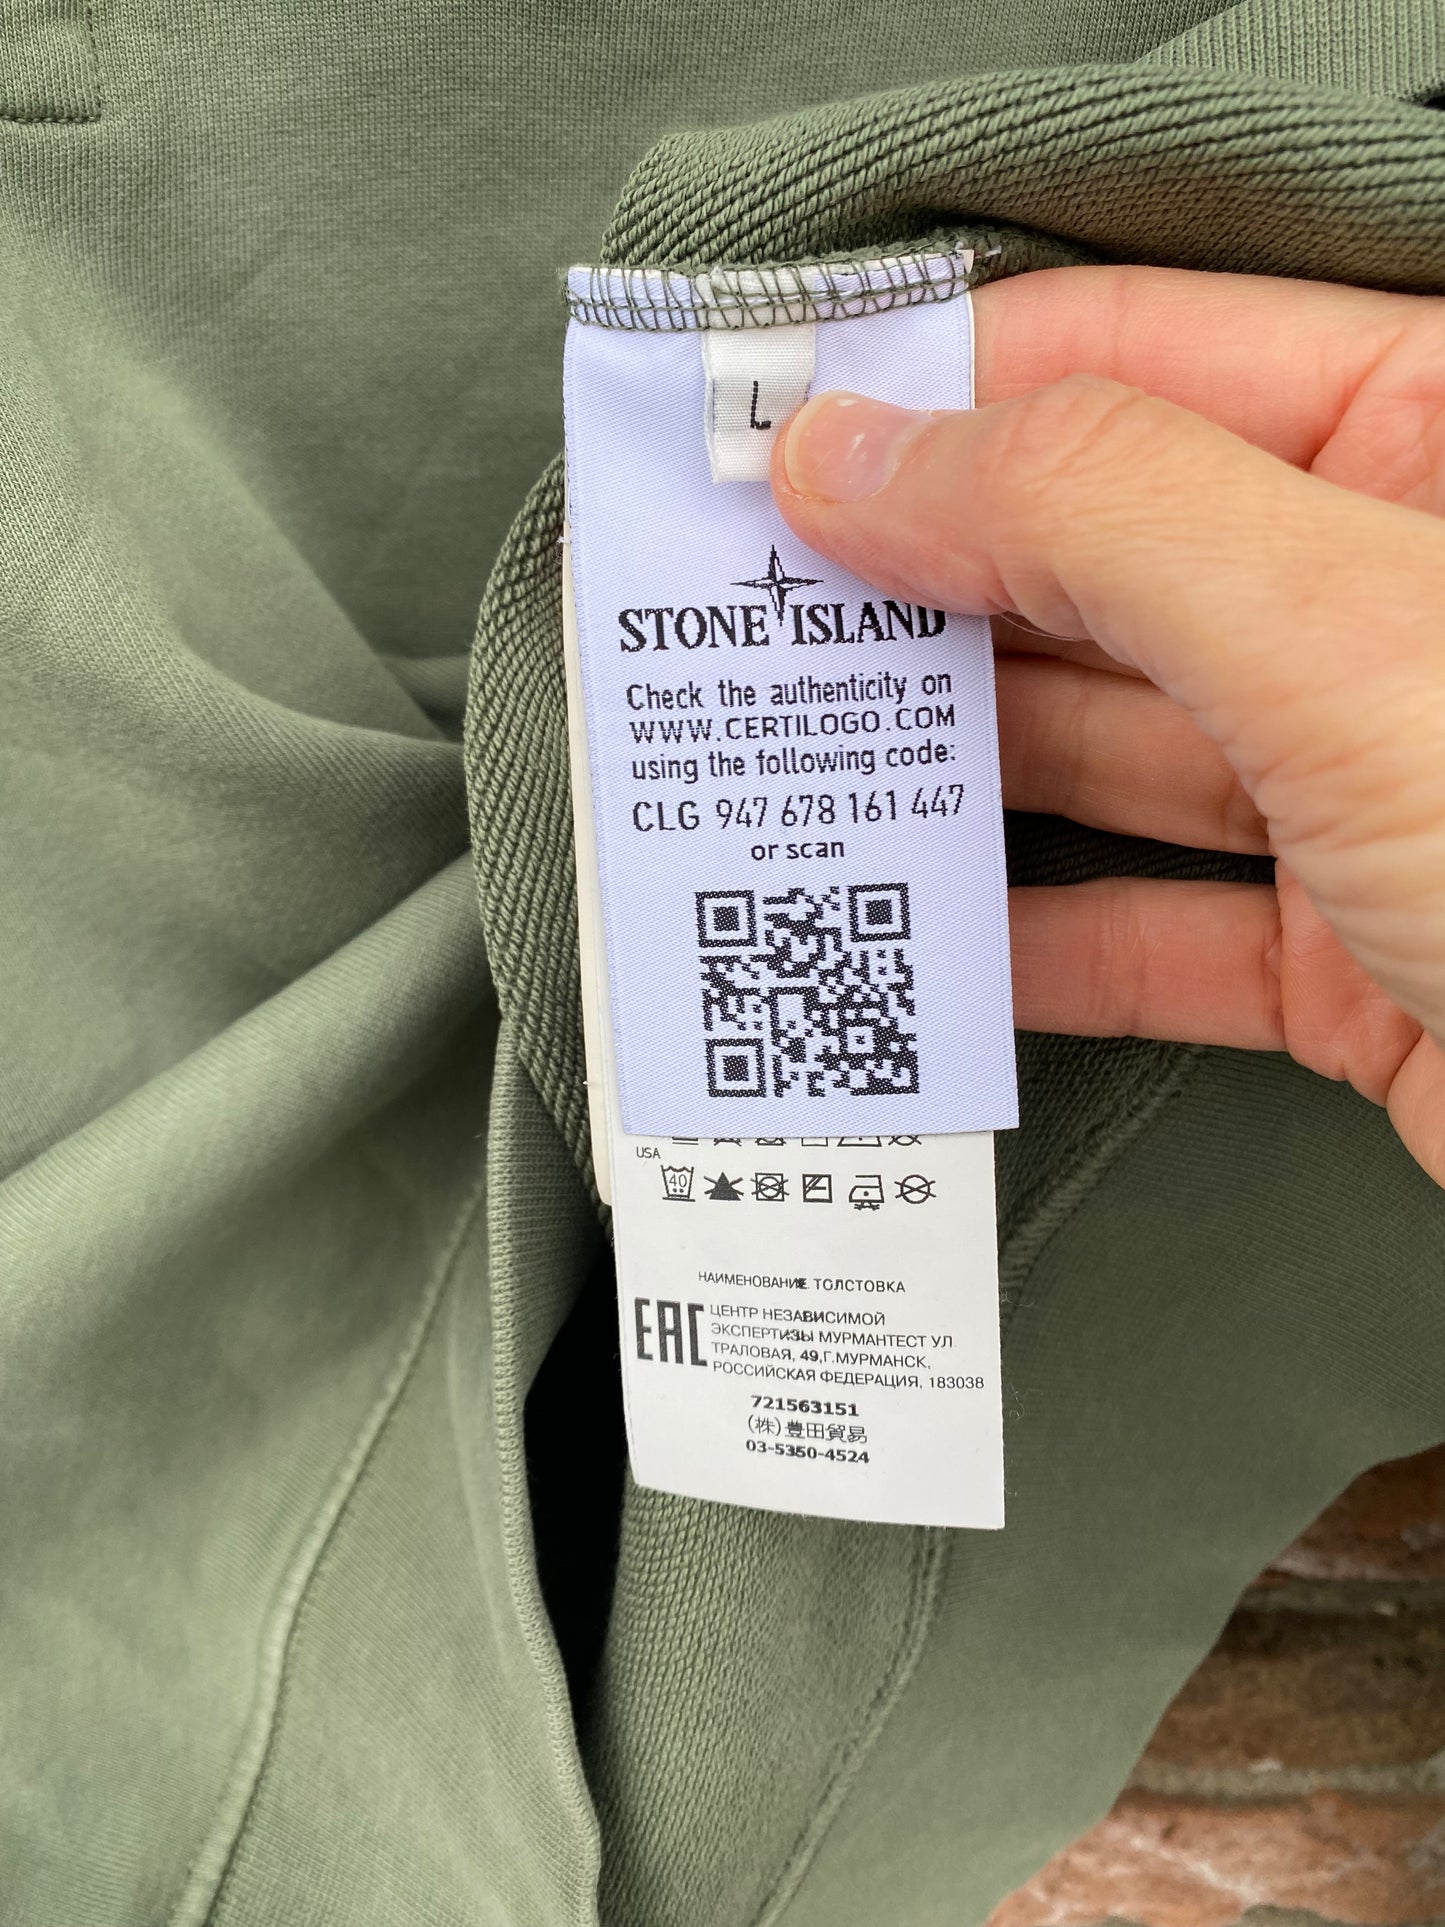 L
STONE ISLAND
Check the authenticity on
WWW.CERTILOGO.COM
using the following code:
CLG 947 678 161 447
or scan
USA
40
НАИМЕНОВАНИЕ ТОЛСТОВКА
EAC
ЦЕНТР НЕЗАВИСИМОЙ
ЭКСПЕРТИЗЫ МУРМАНТЕСТ УЛ
ТРАЛОВАЯ, 49,Г.МУРМАНСК,
РОССИЙСКАЯ ФЕДЕРАЦИЯ, 183038
721563151
(株)豊田貿易
03-5350-4524